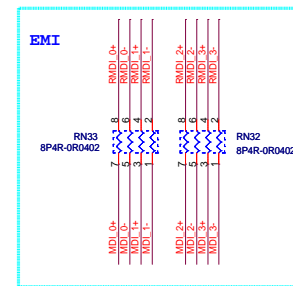 EMI
RMDI_0+
RMDI_0-
RMDI_1+
RMDI_1-
RMDI_2+
RMDI_2-
RMDI_3+
RMDI_3-
8
6
4
2
8
6
4
2
RN33
8P4R-0R0402
RN32
8P4R-0R0402
7
5
3
1
7
5
3
1
MDI_0+
MDI_0-
MDI_1+
MDI_1-
MDI_2+
MDI_2-
MDI_3+
MDI_3-